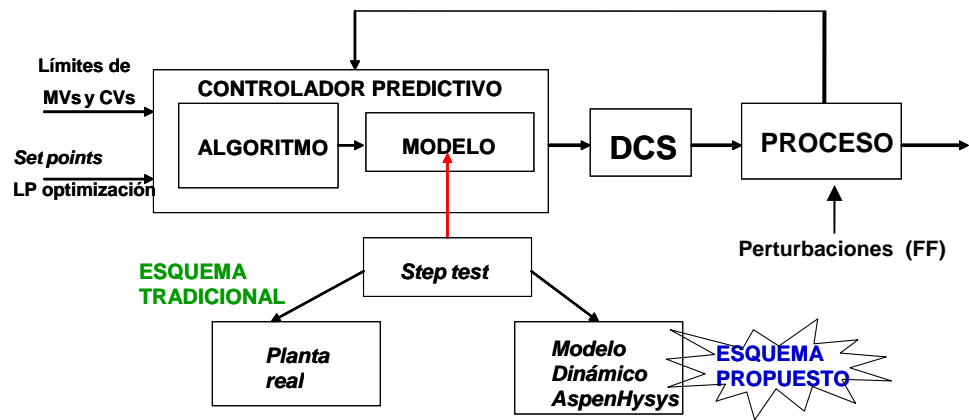 Límites de
MVs y CVs
Set points
LP optimización
CONTROLADOR PREDICTIVO
ALGORITMO
MODELO
DCS
PROCESO
Perturbaciones (FF)
Step test
ESQUEMA
TRADICIONAL
Planta
real
Modelo
Dinámico
AspenHysys
ESQUEMA
PROPUESTO